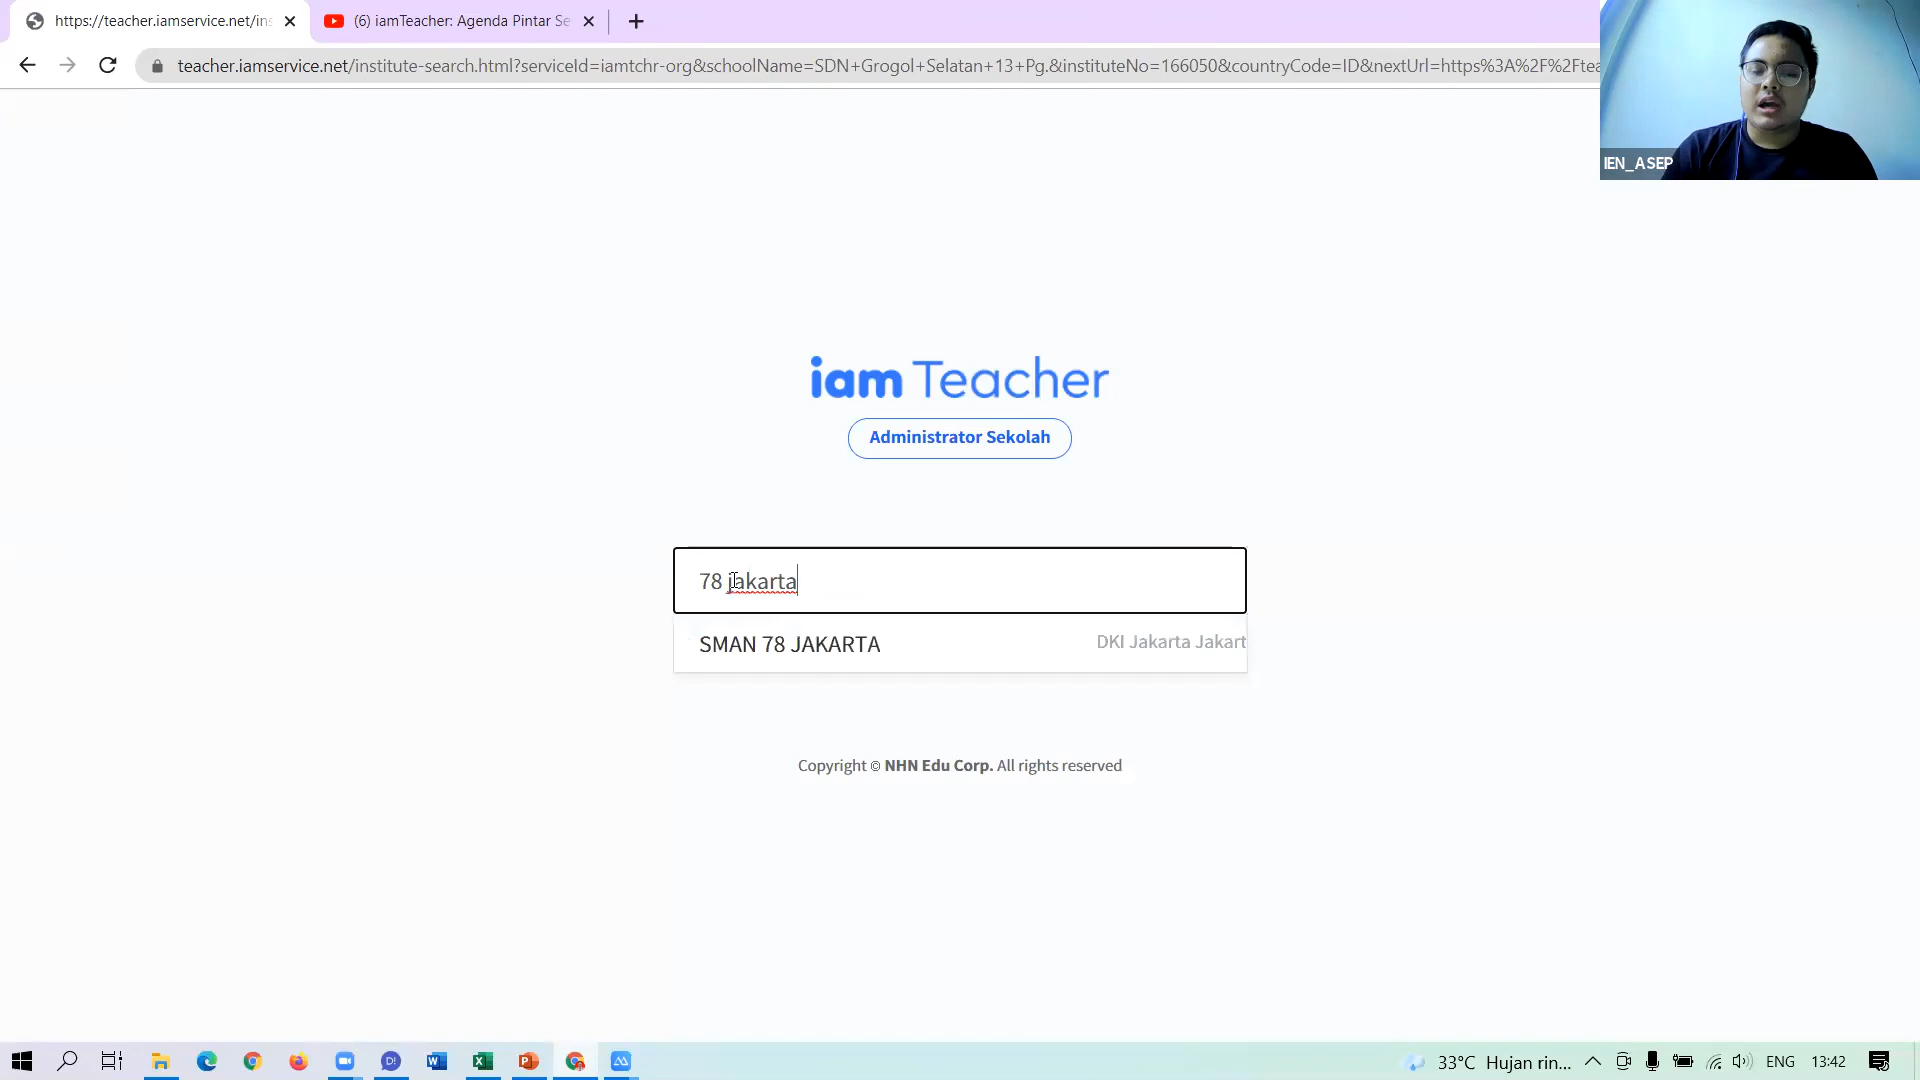 https://teacher.iamservice.net/ins
(6) iamTeacher: Agenda Pintar Se
teacher.iamservice.net/institute-search.html?serviceId=iamtchr-org&schoolName=SDN+Grogol+Selatan+13+Pg.&instituteNo=166050&countryCode=ID&nextUrl=https%3A%2F%2Ftea
IEN_ASEP
iam Teacher
Administrator Sekolah
78 jakarta
SMAN 78 JAKARTA DKI Jakarta Jakart
Copyright © NHN Edu Corp. All rights reserved
33°C Hujan rin... ENG 13:42